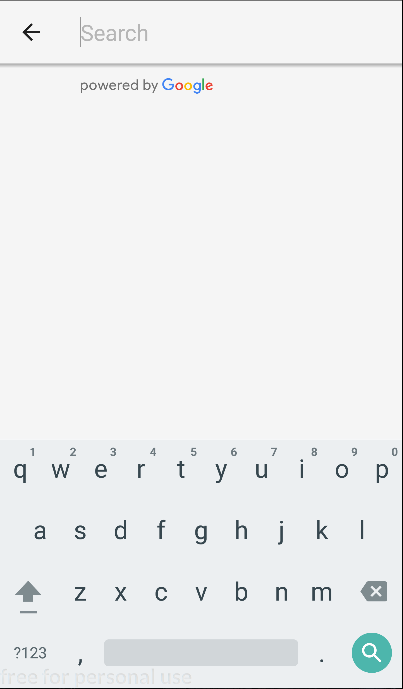 Search
powered by Google
1 2 3 4 5 6 7 8 9 0
q w e r t y u i o p
a s d f g h j k l
z x c v b n m
?123 , .
free for personal use